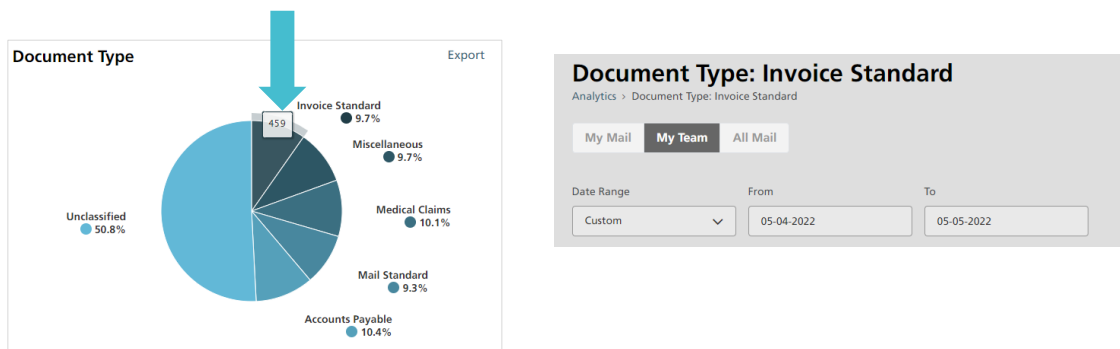 Document Type
Export
459
Invoice Standard
9.7%
Miscellaneous
9.7%
Medical Claims
10.1%
Mail Standard
9.3%
Accounts Payable
10.4%
Unclassified
50.8%
Document Type: Invoice Standard
Analytics > Document Type: Invoice Standard
My Mail My Team All Mail
Date Range From To
Custom 05-04-2022 05-05-2022